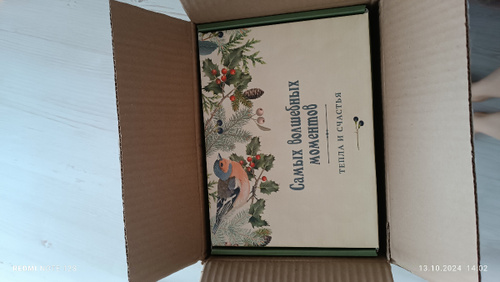 Самых волшебных
моментов
ТЕПЛА И СЧАСТЬЯ
13.10.2024 14:02